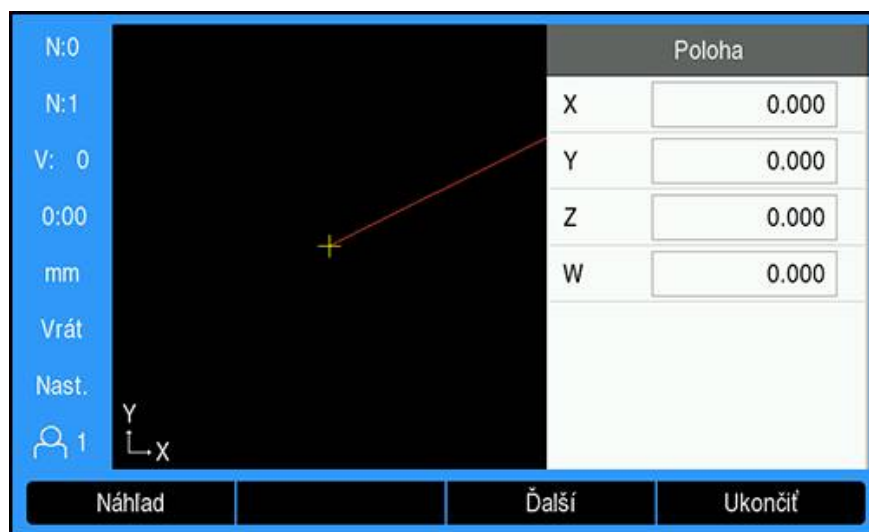 N:0
N:1
V: 0
0:00
mm
Vrát
Nast.
1
Y
X
Poloha
X 0.000
Y 0.000
Z 0.000
W 0.000
Náhľad Ďalší Ukončiť